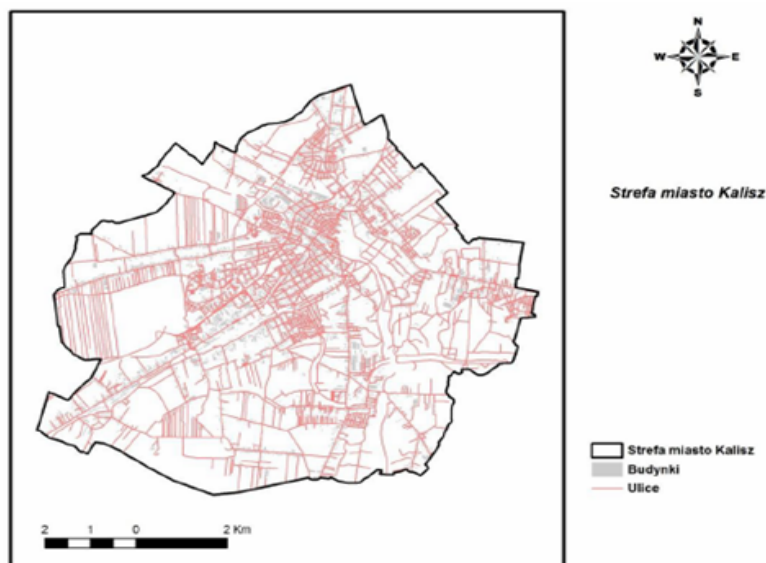 N
W E
S
Strefa miasto Kalisz
Strefa miasto Kalisz
Budynki
Ulice
2 1 0 2 Km